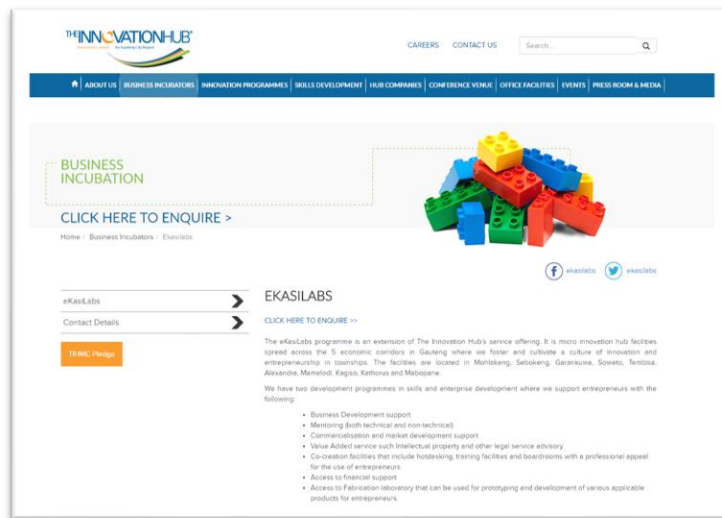 THE INNOVATIONHUB
CAREERS CONTACT US Search...
ABOUT US BUSINESS INCUBATORS INNOVATION PROGRAMMES SKILLS DEVELOPMENT HUB COMPANIES CONFERENCE VENUE OFFICE FACILITIES EVENTS PRESS ROOM & MEDIA
BUSINESS
INCUBATION
CLICK HERE TO ENQUIRE >
Home / Business Incubators / Ekasilabs
ekasilabs ekasilabs
eKasiLabs
Contact Details
TIHMC Pledge
EKASILABS
CLICK HERE TO ENQUIRE >>
The eKasiLabs programme is an extension of The Innovation Hub's service offering. It is micro innovation hub facilities
spread across the 5 economic corridors in Gauteng where we foster and cultivate a culture of innovation and
entrepreneurship in townships. The facilities are located in Mohlakeng, Sebokeng, Garankuwa, Soweto, Tembisa,
Alexandra, Mamelodi, Kagiso, Kathorus and Mabopane.
We have two development programmes in skills and enterprise development where we support entrepreneurs with the
following:
• Business Development support
• Mentoring (both technical and non-technical)
• Commercialisation and market development support
• Value Added service such Intellectual property and other legal service advisory
• Co-creation facilities that include hotdesking, training facilities and boardrooms with a professional appeal
for the use of entrepreneurs
• Access to financial support
• Access to Fabrication laboratory that can be used for prototyping and development of various applicable
products for entrepreneurs.